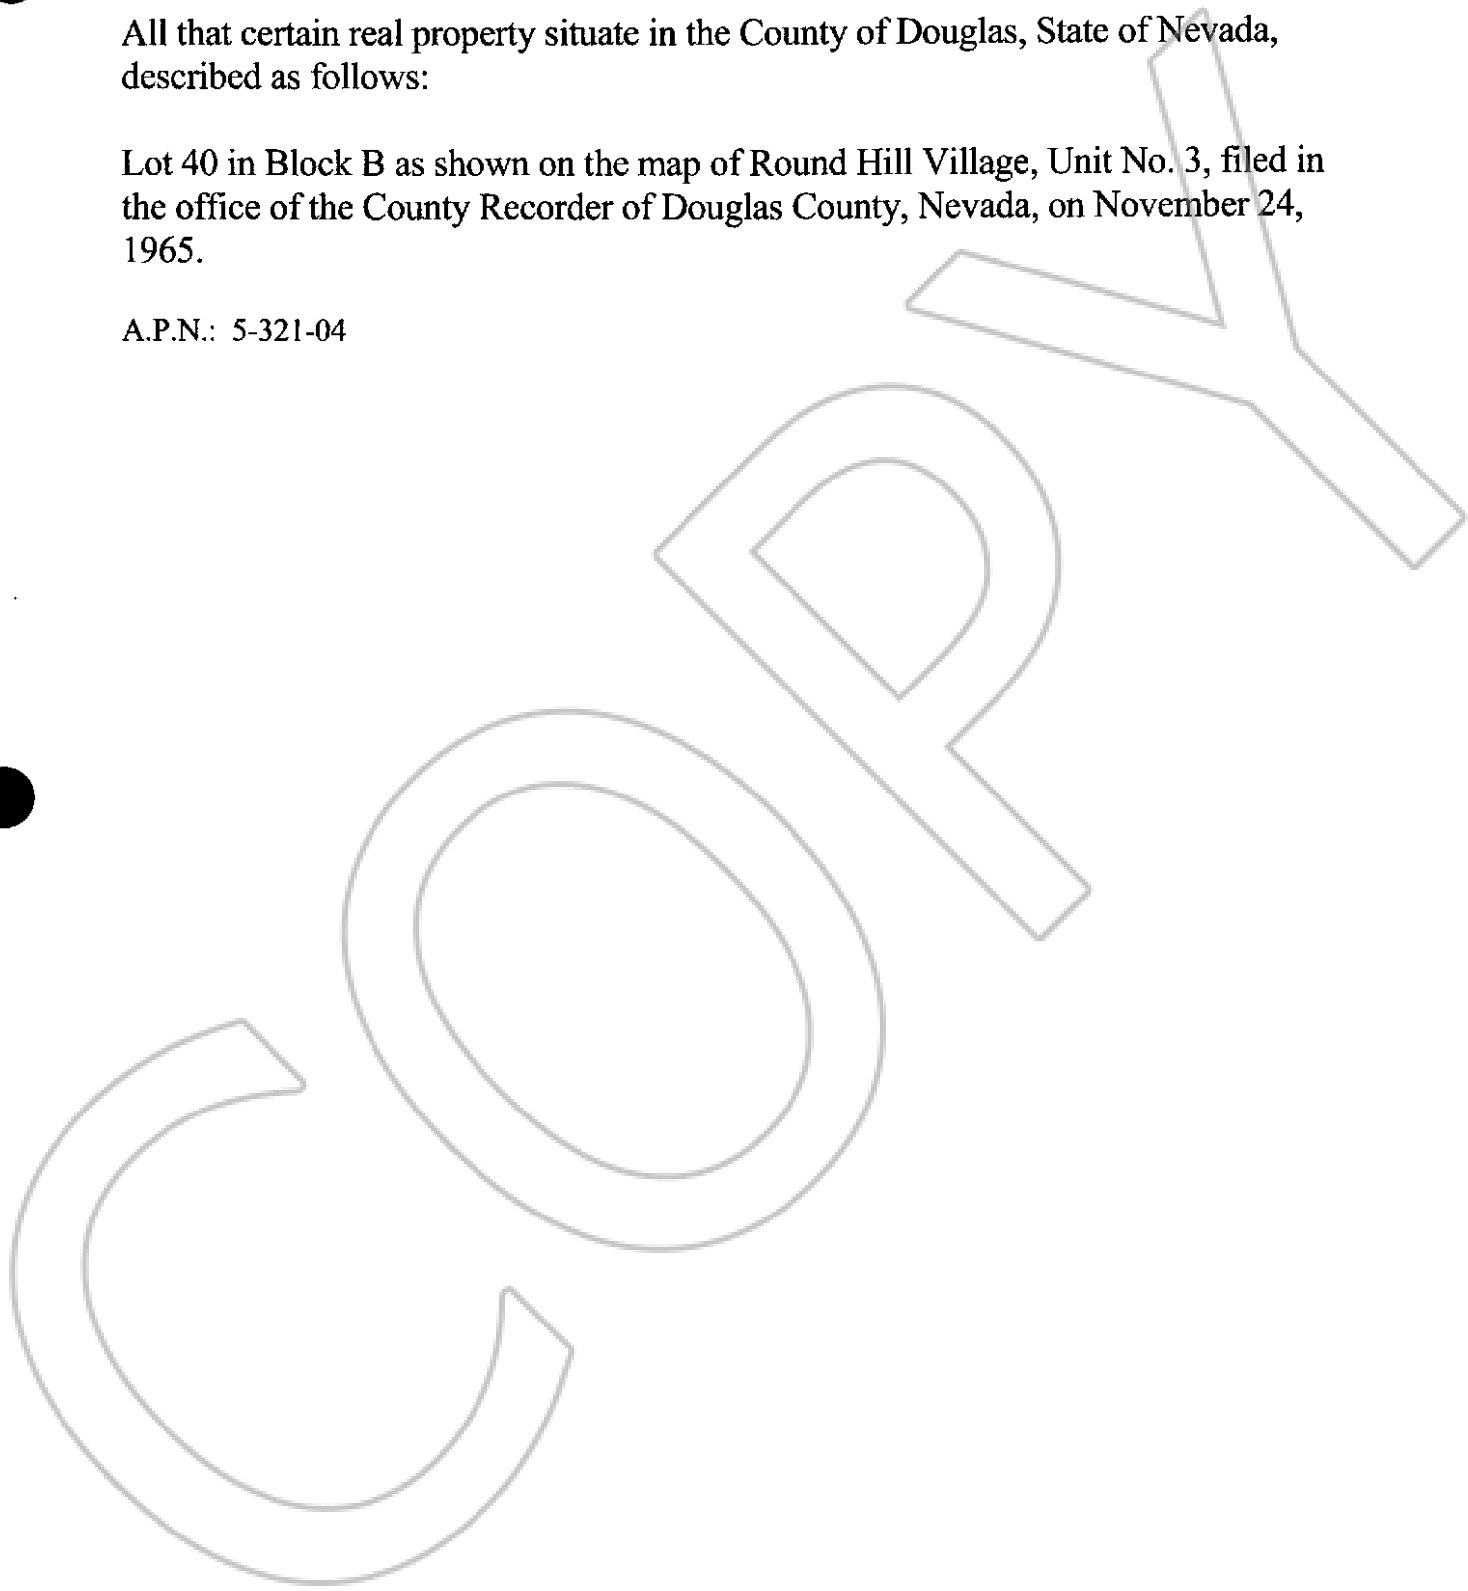 All that certain real property situate in the County of Douglas, State of Nevada,
described as follows:
Lot 40 in Block B as shown on the map of Round Hill Village, Unit No. 3, filed in
the office of the County Recorder of Douglas County, Nevada, on November 24,
1965.
A.P.N.: 5-321-04
COPY